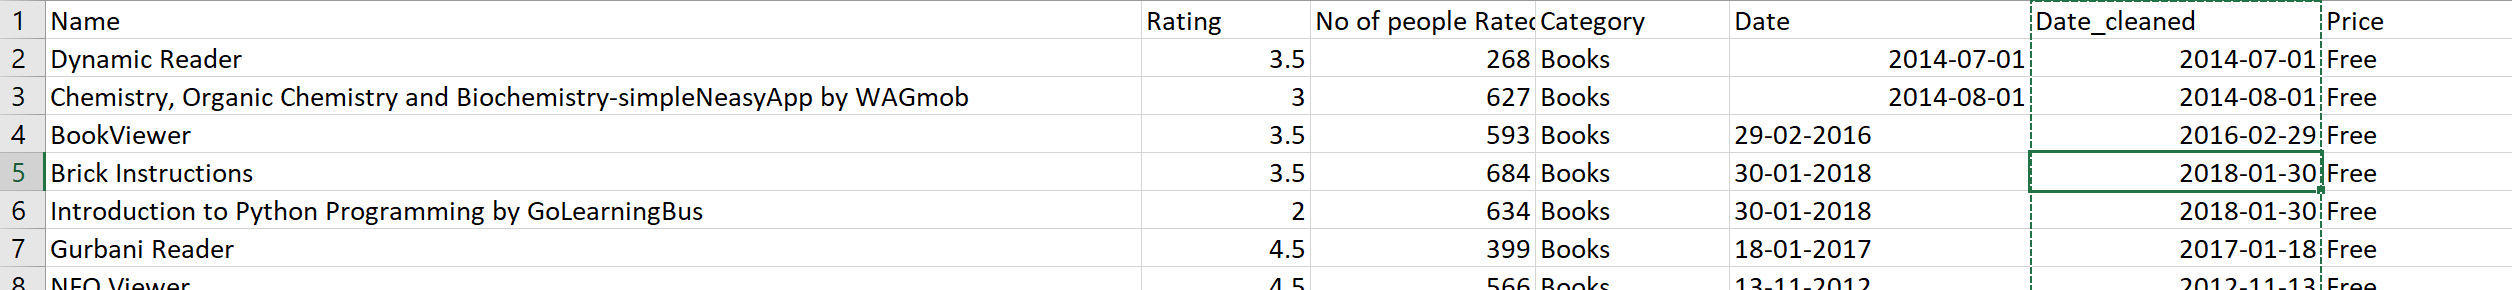 1 Name Rating No of people Rated Category Date Date_cleaned Price
2 Dynamic Reader 3.5 268 Books 2014-07-01 2014-07-01 Free
3 Chemistry, Organic Chemistry and Biochemistry-simpleNeasyApp by WAGmob 3 627 Books 2014-08-01 2014-08-01 Free
4 BookViewer 3.5 593 Books 29-02-2016 2016-02-29 Free
5 Brick Instructions 3.5 684 Books 30-01-2018 2018-01-30 Free
6 Introduction to Python Programming by GoLearningBus 2 634 Books 30-01-2018 2018-01-30 Free
7 Gurbani Reader 4.5 399 Books 18-01-2017 2017-01-18 Free
8 NFO Viewer 4.5 566 Books 13-11-2012 2012-11-13 Free